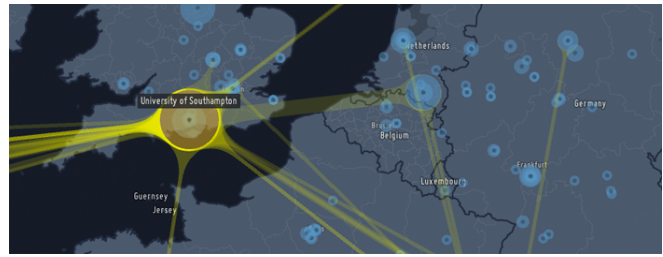 Netherlands
University of Southampton
Germany
Belgium
Frankfurt
Luxembourg
Guernsey
Jersey